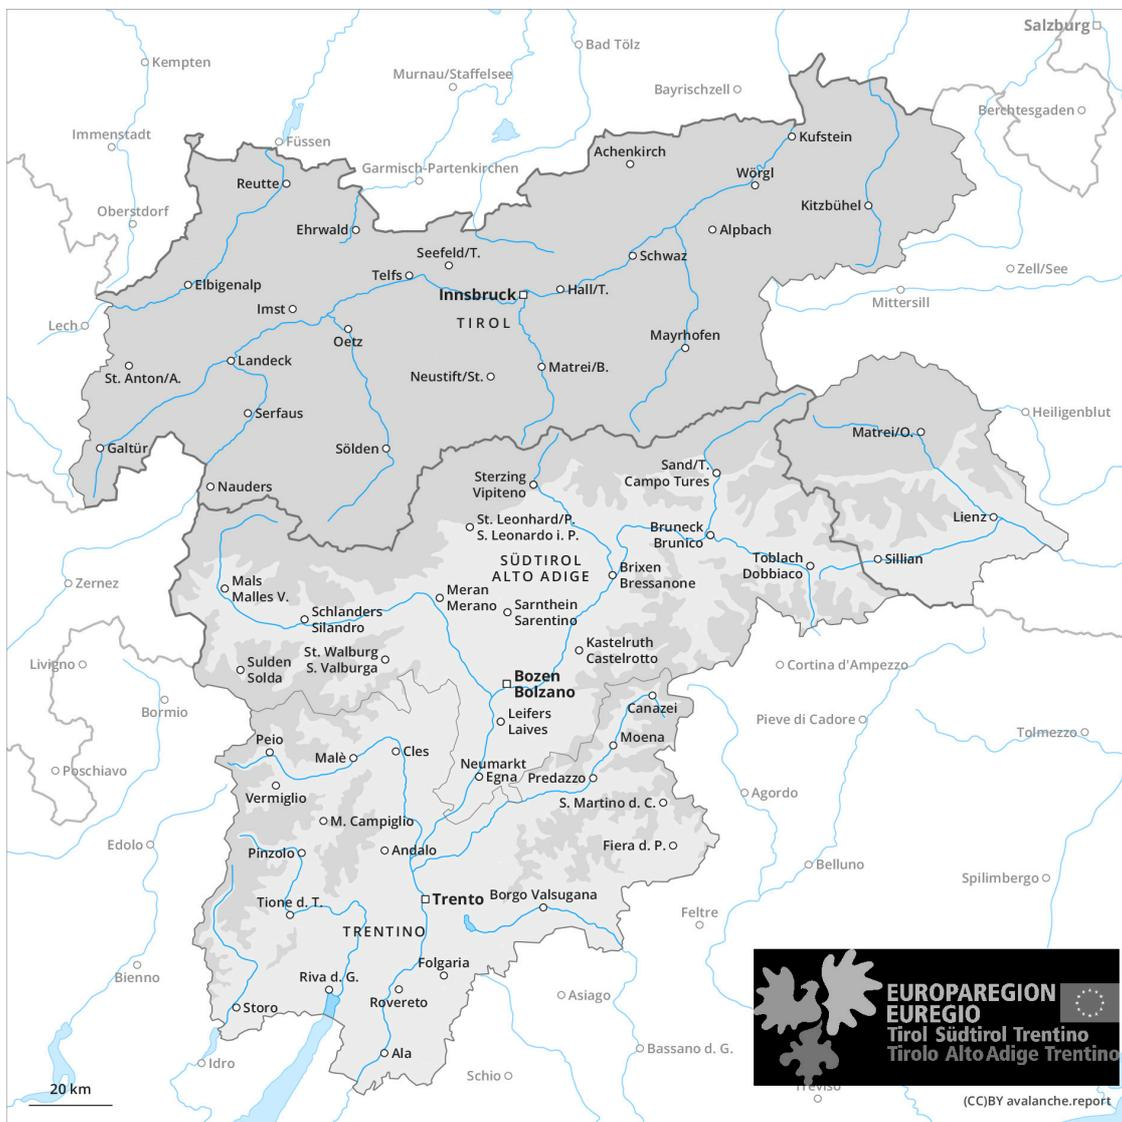 Salzburg
Bad Tölz
Kempten
Murnau/Staffelsee
Bayrischzell
Berchtesgaden
Immenstadt
Füssen
Kufstein
Achenkirch
Garmisch-Partenkirchen
Wörgl
Reutte
Oberstdorf
Kitzbühel
Ehrwald
Alpbach
Seefeld/T.
Schwaz
Zell/See
Telfs
Elbigenalp
Hall/T.
Innsbruck
Mittersill
Imst
TIROL
Lech
Oetz
Mayrhofen
Landeck
Matrei/B.
St. Anton/A.
Neustift/St.
Serfaus
Heiligenblut
Matrei/O.
Galtür
Sölden
Sand/T.
Campo Tures
Sterzing
Vipiteno
Nauders
Lienz
St. Leonhard/P.
S. Leonardo i. P.
Bruneck
Brunico
SÜDTIROL
ALTO ADIGE
Toblach
Dobbiaco
Sillian
Brixen
Bressanone
Zernez
Mals
Malles V.
Meran
Merano
Sarnthein
Sarentino
Schlanders
Silandro
Kastelruth
Castelrotto
St. Walburg
S. Valburga
Livigno
Sulden
Solda
Cortina d'Ampezzo
Bozen
Bolzano
Canazei
Bormio
Leifers
Laives
Pieve di Cadore
Tolmezzo
Moena
Peio
Cles
Malè
Neumarkt
Egna
Predazzo
Poschiavo
Vermiglio
Agordo
S. Martino d. C.
M. Campiglio
Edolo
Fiera d. P.
Pinzolo
Andalo
Belluno
Spilimbergo
Borgo Valsugana
Trento
Tione d. T.
Feltre
TRENTINO
Folgaria
Bienno
Riva d. G.
EUROPAREGION
EUREGIO
Tirol Südtirol Trentino
Tirolo Alto Adige Trentino
Asiago
Rovereto
Storo
Bassano d. G.
Ala
Idro
Schio
Treviso
20 km
(CC)BY avalanche.report